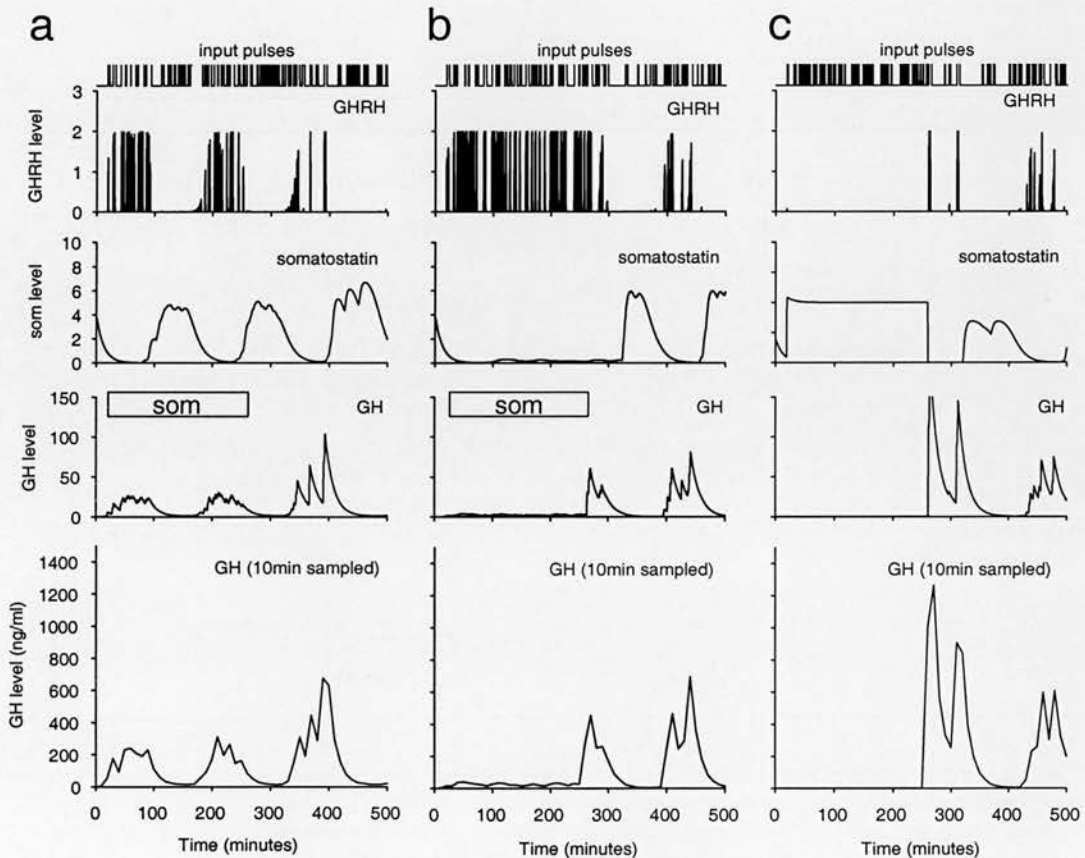 a b c
input pulses input pulses input pulses
3
2
1
0
GHRH level
GHRH GHRH GHRH
10
8
6
4
2
0
som level
somatostatin somatostatin somatostatin
150
100
50
0
GH level
som GH som GH GH
1400
1200
1000
800
600
400
200
0
GH level (ng/ml)
GH (10min sampled) GH (10min sampled) GH (10min sampled)
0 100 200 300 400 500 0 100 200 300 400 500 0 100 200 300 400 500
Time (minutes) Time (minutes) Time (minutes)